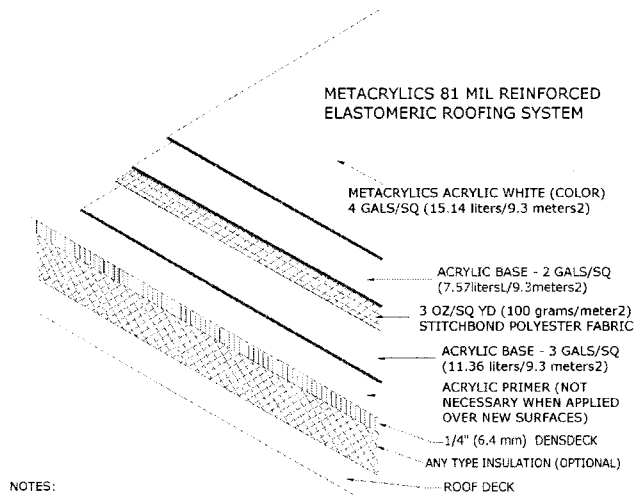 METACRYLICS 81 MIL REINFORCED
ELASTOMERIC ROOFING SYSTEM
METACRYLICS ACRYLIC WHITE (COLOR)
4 GALS/SQ (15.14 liters/9.3 meters2)
ACRYLIC BASE - 2 GALS/SQ
(7.57litersL/9.3meters2)
3 OZ/SQ YD (100 grams/meter2)
STITCHBOND POLYESTER FABRIC
ACRYLIC BASE - 3 GALS/SQ
(11.36 liters/9.3 meters2)
ACRYLIC PRIMER (NOT
NECESSARY WHEN APPLIED
OVER NEW SURFACES)
1/4" (6.4 mm) DENSDECK
ANY TYPE INSULATION (OPTIONAL)
ROOF DECK
NOTES: